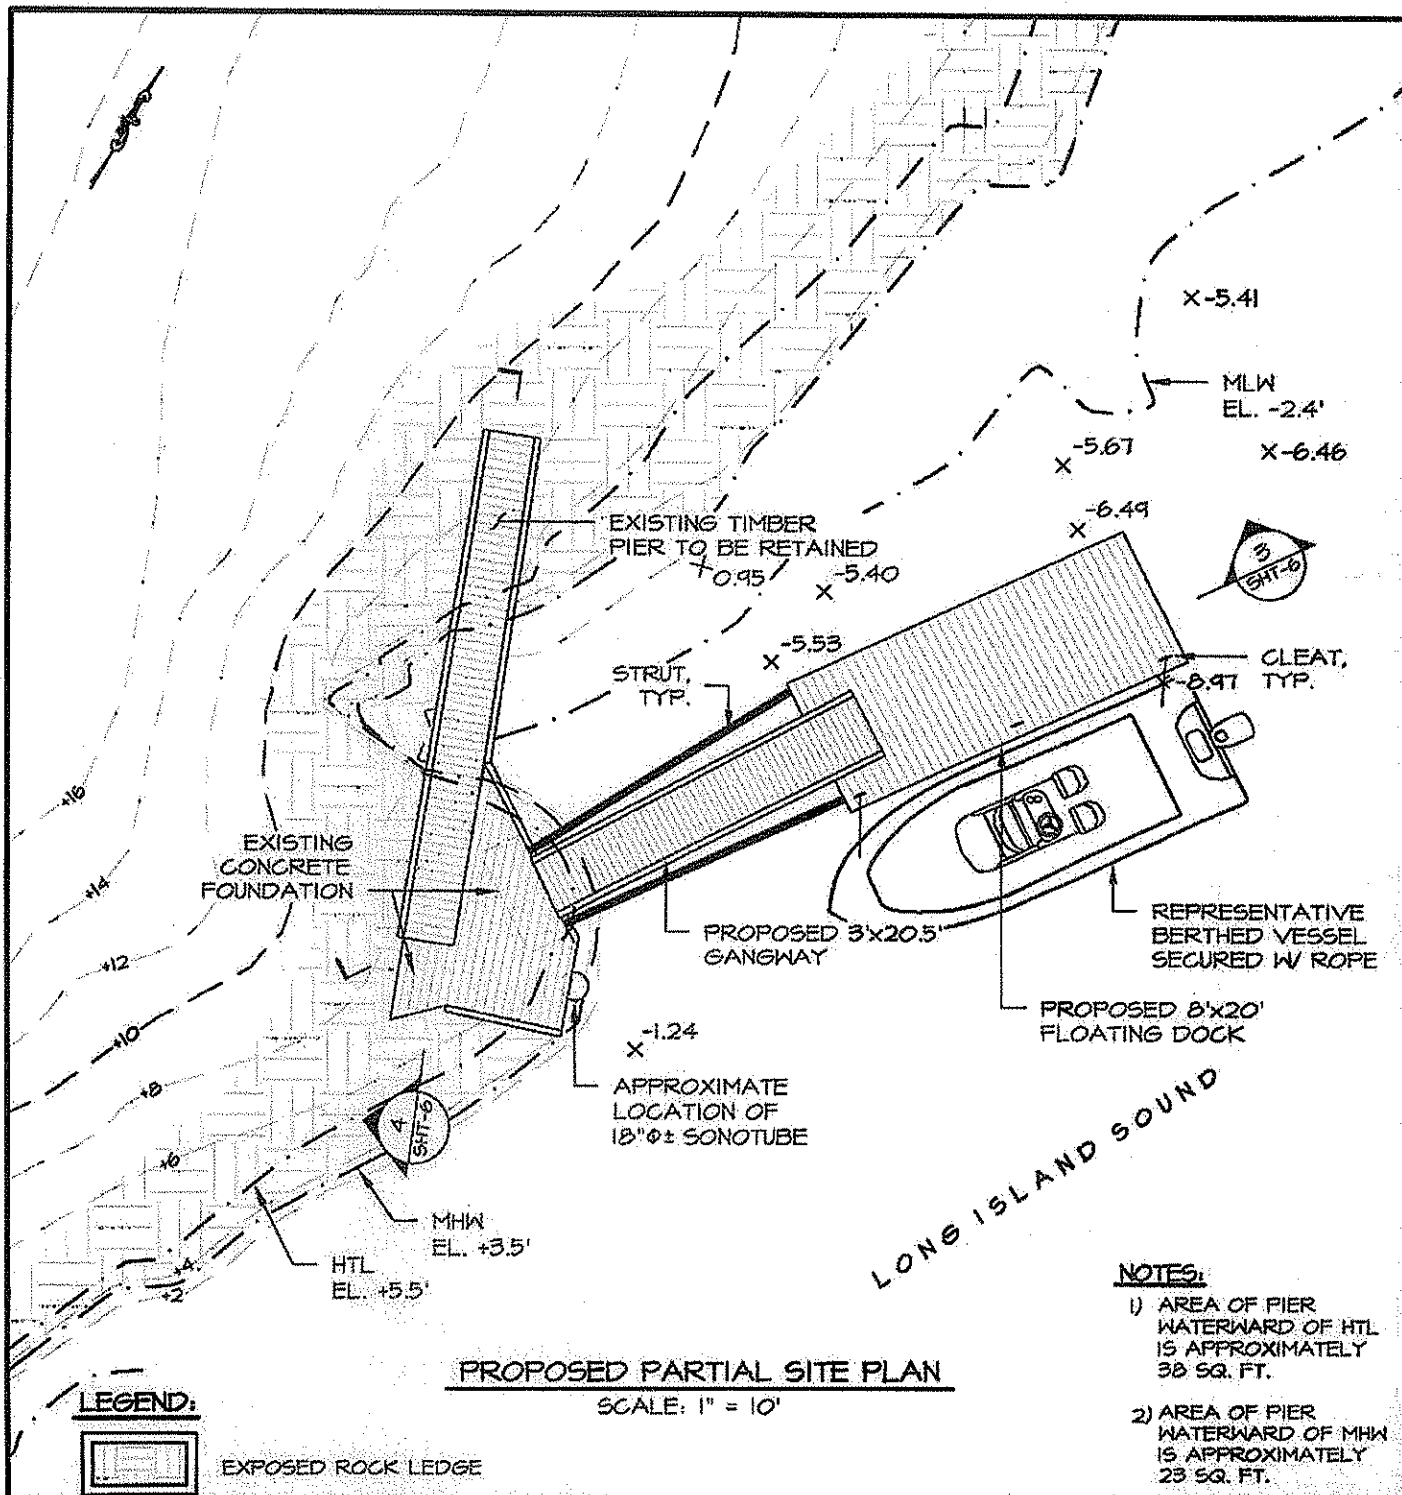 ×-5.41
MLW
EL. -2.4'
-5.67
×-6.46
-6.49
EXISTING TIMBER
PIER TO BE RETAINED
0.95
-5.40
3
SHT-6
-5.53
STRUT,
TYP.
CLEAT,
TYP.
-8.97
+16
+14
+12
+10
+8
+6
+4
+2
EXISTING
CONCRETE
FOUNDATION
PROPOSED 3'x20.5'
GANGWAY
REPRESENTATIVE
BERTHED VESSEL
SECURED W/ ROPE
PROPOSED 8'x20'
FLOATING DOCK
-1.24
APPROXIMATE
LOCATION OF
18"Φ± SONOTUBE
4
SHT-6
LONG ISLAND SOUND
MHW
EL. +3.5'
HTL
EL. +5.5'
NOTES:
1) AREA OF PIER
WATERWARD OF HTL
IS APPROXIMATELY
38 SQ. FT.
2) AREA OF PIER
WATERWARD OF MHW
IS APPROXIMATELY
23 SQ. FT.
PROPOSED PARTIAL SITE PLAN
SCALE: 1" = 10'
LEGEND:
EXPOSED ROCK LEDGE